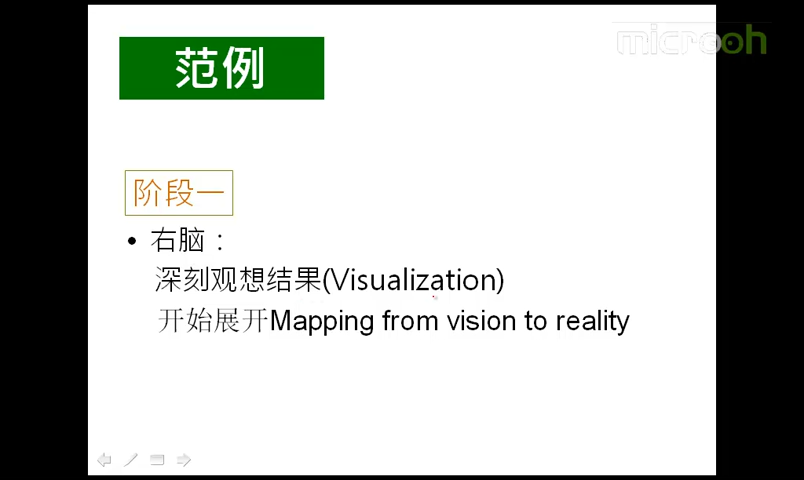 microoh
范例
阶段一
• 右脑：
深刻观想结果(Visualization)
开始展开Mapping from vision to reality